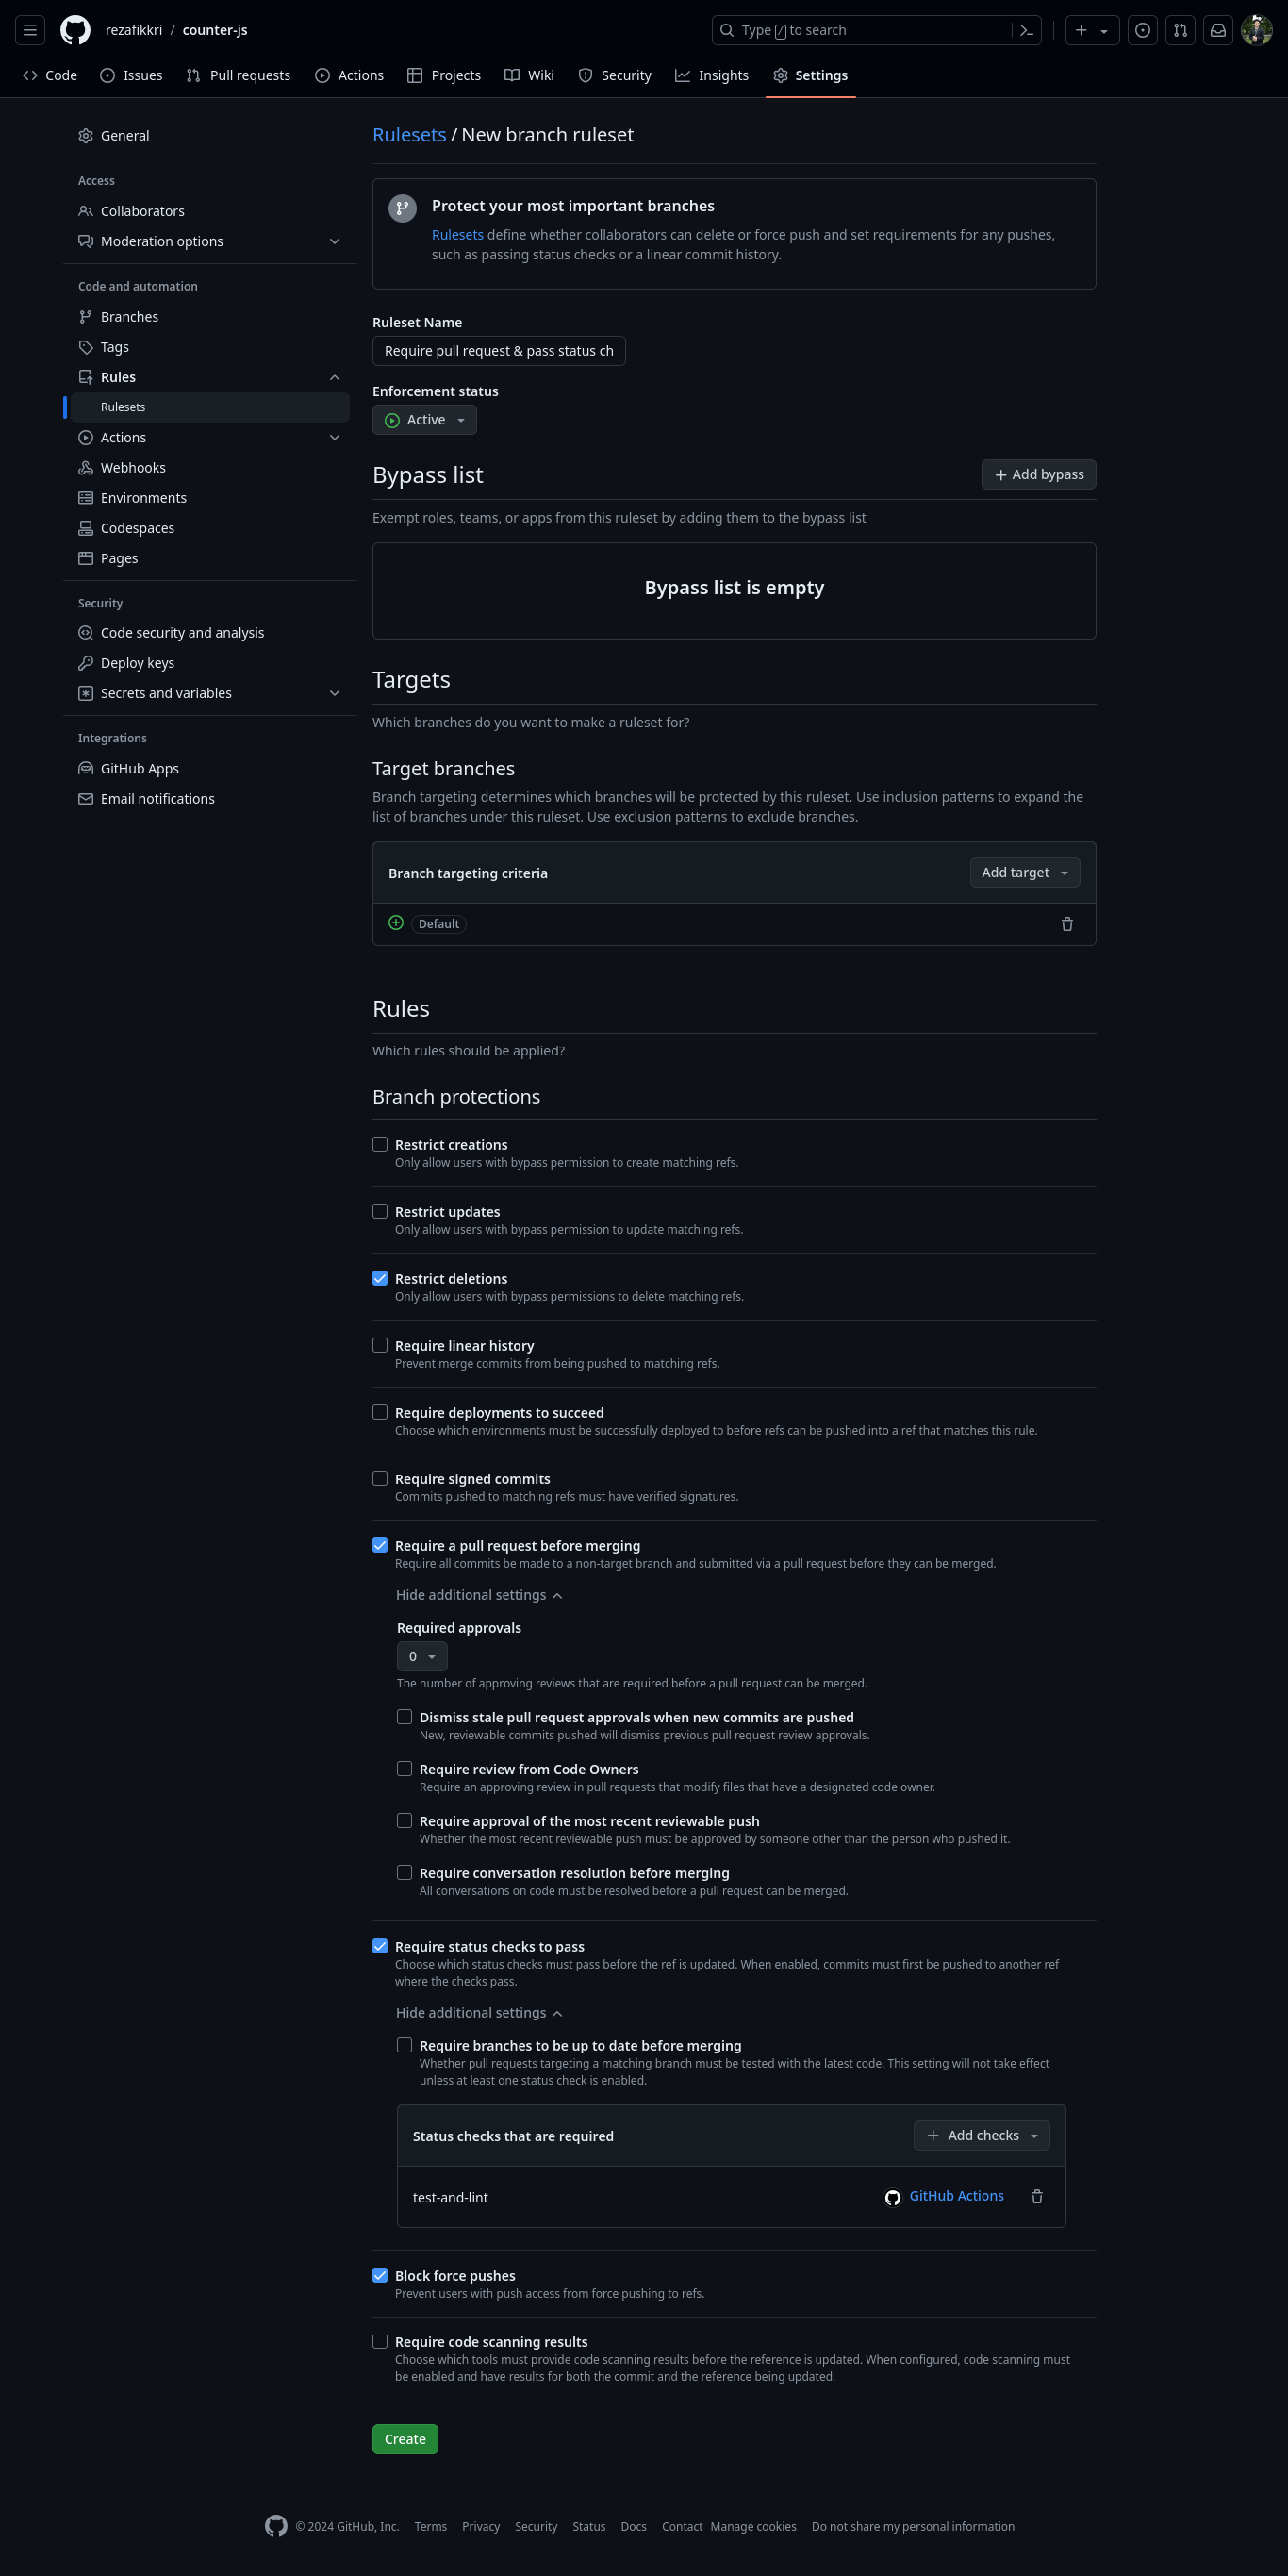 rezafikkri / counter-js
Type / to search
Code Issues Pull requests Actions Projects Wiki Security Insights Settings
General
Access
Collaborators
Moderation options
Code and automation
Branches
Tags
Rules
Rulesets
Actions
Webhooks
Environments
Codespaces
Pages
Security
Code security and analysis
Deploy keys
Secrets and variables
Integrations
GitHub Apps
Email notifications
Rulesets / New branch ruleset
Protect your most important branches
Rulesets define whether collaborators can delete or force push and set requirements for any pushes,
such as passing status checks or a linear commit history.
Ruleset Name
Require pull request & pass status ch
Enforcement status
Active
Bypass list
Add bypass
Exempt roles, teams, or apps from this ruleset by adding them to the bypass list
Bypass list is empty
Targets
Which branches do you want to make a ruleset for?
Target branches
Branch targeting determines which branches will be protected by this ruleset. Use inclusion patterns to expand the
list of branches under this ruleset. Use exclusion patterns to exclude branches.
Branch targeting criteria
Add target
Default
Rules
Which rules should be applied?
Branch protections
Restrict creations
Only allow users with bypass permission to create matching refs.
Restrict updates
Only allow users with bypass permission to update matching refs.
Restrict deletions
Only allow users with bypass permissions to delete matching refs.
Require linear history
Prevent merge commits from being pushed to matching refs.
Require deployments to succeed
Choose which environments must be successfully deployed to before refs can be pushed into a ref that matches this rule.
Require signed commits
Commits pushed to matching refs must have verified signatures.
Require a pull request before merging
Require all commits be made to a non-target branch and submitted via a pull request before they can be merged.
Hide additional settings
Required approvals
0
The number of approving reviews that are required before a pull request can be merged.
Dismiss stale pull request approvals when new commits are pushed
New, reviewable commits pushed will dismiss previous pull request review approvals.
Require review from Code Owners
Require an approving review in pull requests that modify files that have a designated code owner.
Require approval of the most recent reviewable push
Whether the most recent reviewable push must be approved by someone other than the person who pushed it.
Require conversation resolution before merging
All conversations on code must be resolved before a pull request can be merged.
Require status checks to pass
Choose which status checks must pass before the ref is updated. When enabled, commits must first be pushed to another ref
where the checks pass.
Hide additional settings
Require branches to be up to date before merging
Whether pull requests targeting a matching branch must be tested with the latest code. This setting will not take effect
unless at least one status check is enabled.
Status checks that are required
Add checks
test-and-lint
GitHub Actions
Block force pushes
Prevent users with push access from force pushing to refs.
Require code scanning results
Choose which tools must provide code scanning results before the reference is updated. When configured, code scanning must
be enabled and have results for both the commit and the reference being updated.
Create
© 2024 GitHub, Inc. Terms Privacy Security Status Docs Contact Manage cookies Do not share my personal information